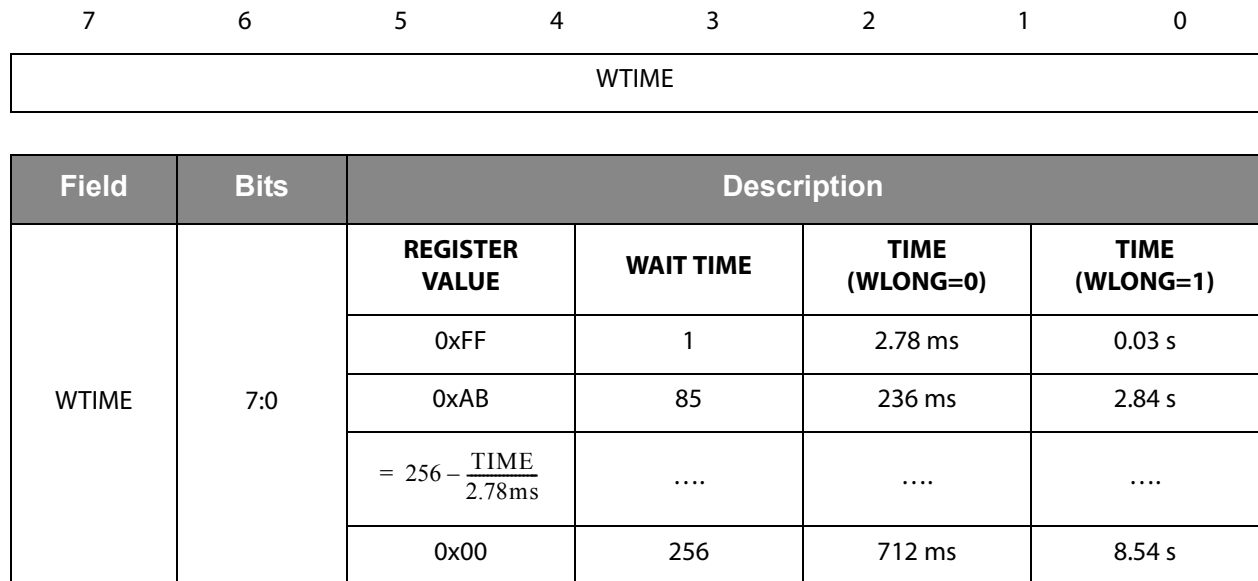 7 6 5 4 3 2 1 0
WTIME
Field Bits Description
REGISTER VALUE WAIT TIME TIME (WLONG=0) TIME (WLONG=1)
0xFF 1 2.78 ms 0.03 s
WTIME 7:0 0xAB 85 236 ms 2.84 s
= 256 – TIME / 2.78ms …. …. ….
0x00 256 712 ms 8.54 s